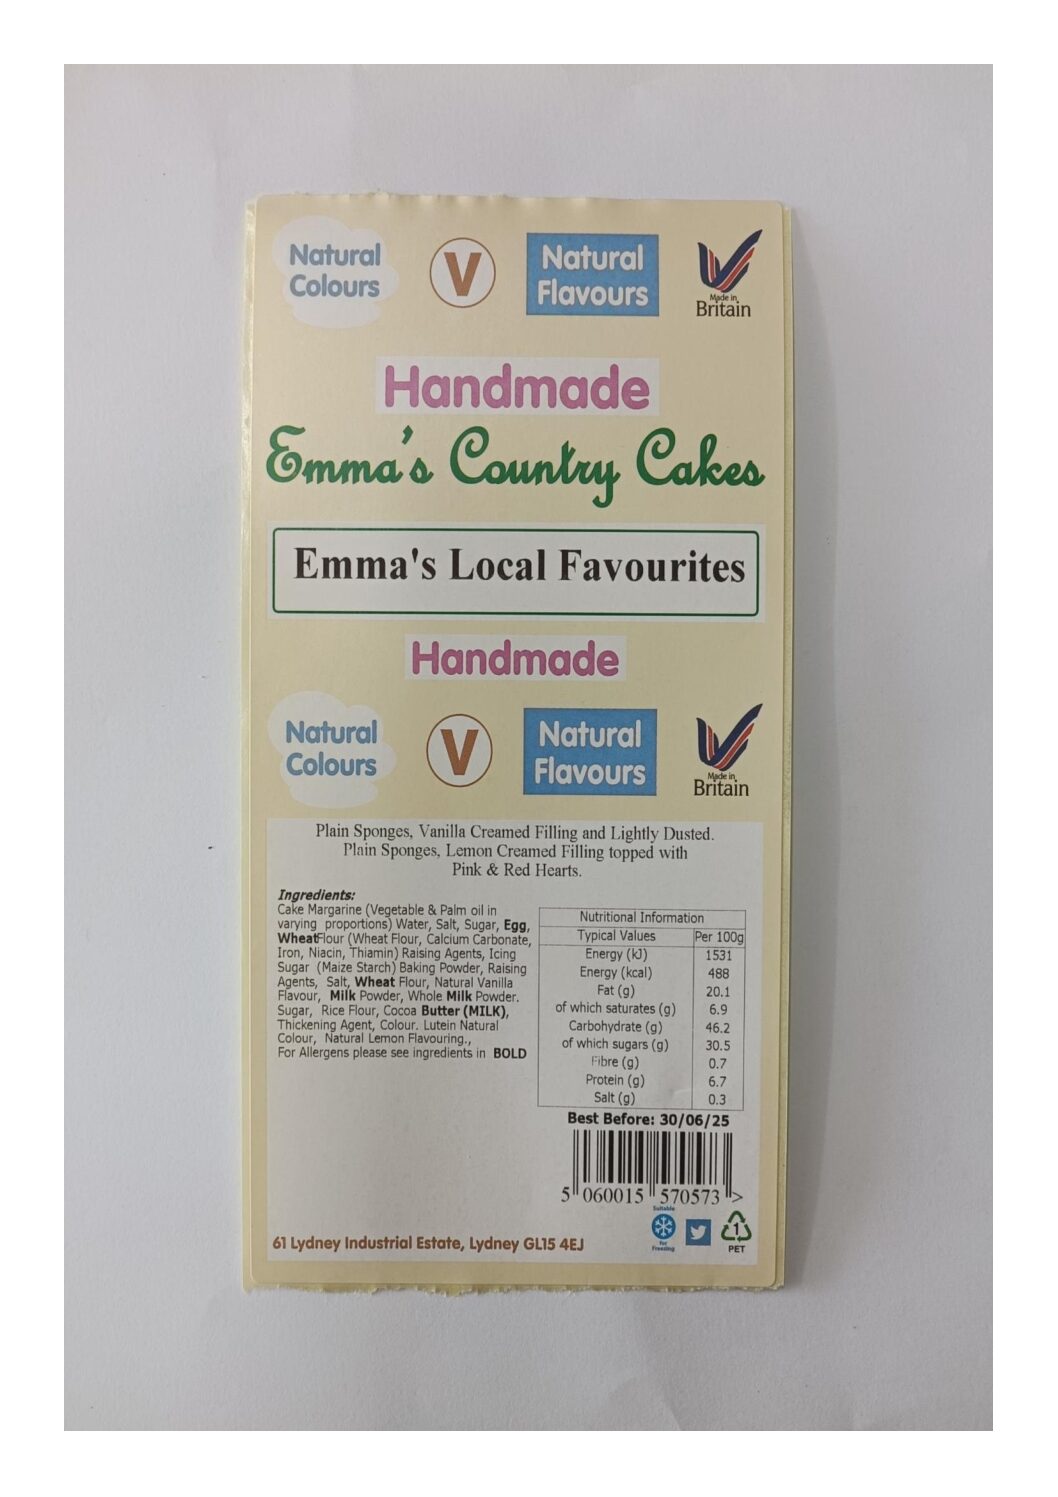 Natural
Colours
V
Natural
Flavours
Made in
Britain
Handmade
Emma's Country Cakes
Emma's Local Favourites
Handmade
Natural
Colours
V
Natural
Flavours
Made in
Britain
Plain Sponges, Vanilla Creamed Filling and Lightly Dusted.
Plain Sponges, Lemon Creamed Filling topped with
Pink & Red Hearts.
Ingredients:
Cake Margarine (Vegetable & Palm oil in
varying proportions) Water, Salt, Sugar, Egg,
WheatFlour (Wheat Flour, Calcium Carbonate,
Iron, Niacin, Thiamin) Raising Agents, Icing
Sugar (Maize Starch) Baking Powder, Raising
Agents, Salt, Wheat Flour, Natural Vanilla
Flavour, Milk Powder, Whole Milk Powder.
Sugar, Rice Flour, Cocoa Butter (MILK),
Thickening Agent, Colour. Lutein Natural
Colour, Natural Lemon Flavouring.,
For Allergens please see ingredients in BOLD
Nutritional Information
Typical Values Per 100g
Energy (kJ) 1531
Energy (kcal) 488
Fat (g) 20.1
of which saturates (g) 6.9
Carbohydrate (g) 46.2
of which sugars (g) 30.5
Fibre (g) 0.7
Protein (g) 6.7
Salt (g) 0.3
Best Before: 30/06/25
5 060015 570573 >
Suitable
for
Freezing
1
PET
61 Lydney Industrial Estate, Lydney GL15 4EJ